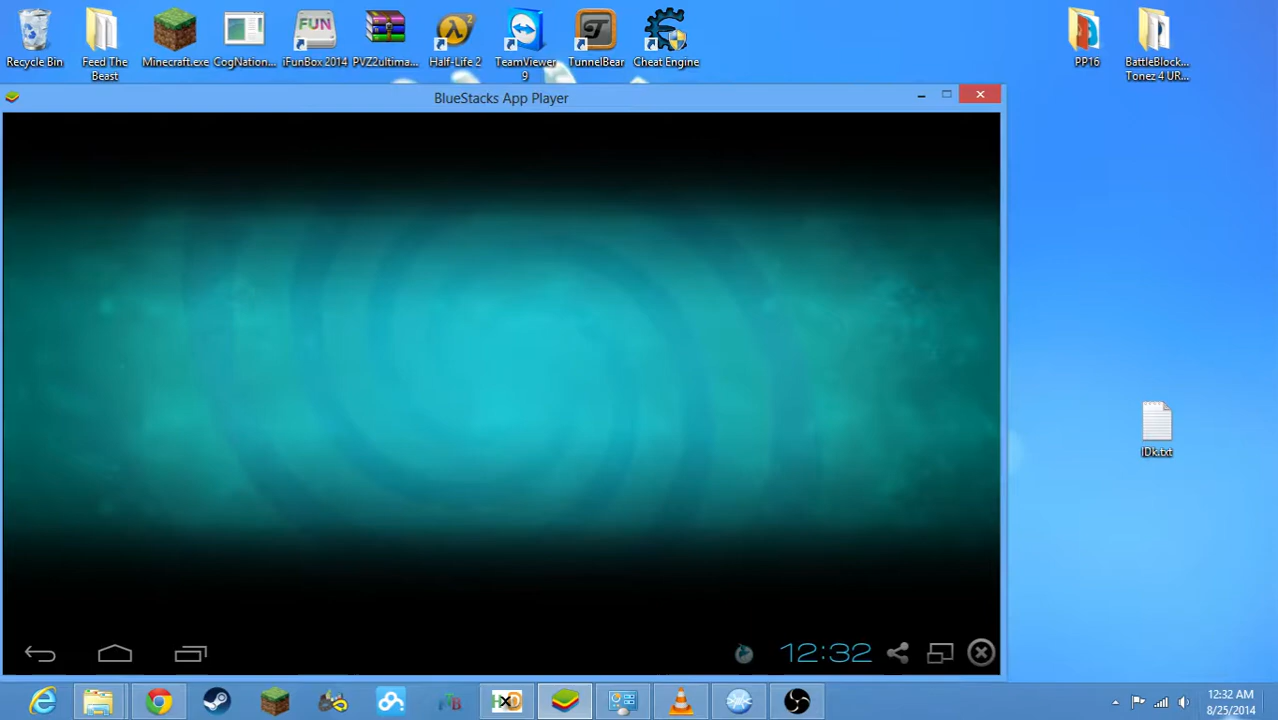 Recycle Bin
Feed The
Beast
Minecraft.exe
CogNation...
iFunBox 2014
FUN
PVZ2ultima...
Half-Life 2
TeamViewer
9
TunnelBear
Cheat Engine
PP16
BattleBlock...
Tonez 4 UR...
BlueStacks App Player
IDk.txt
12:32
HXD
12:32 AM
8/25/2014